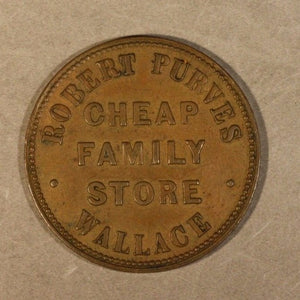 ROBERT PURVES
CHEAP
FAMILY
STORE
WALLACE